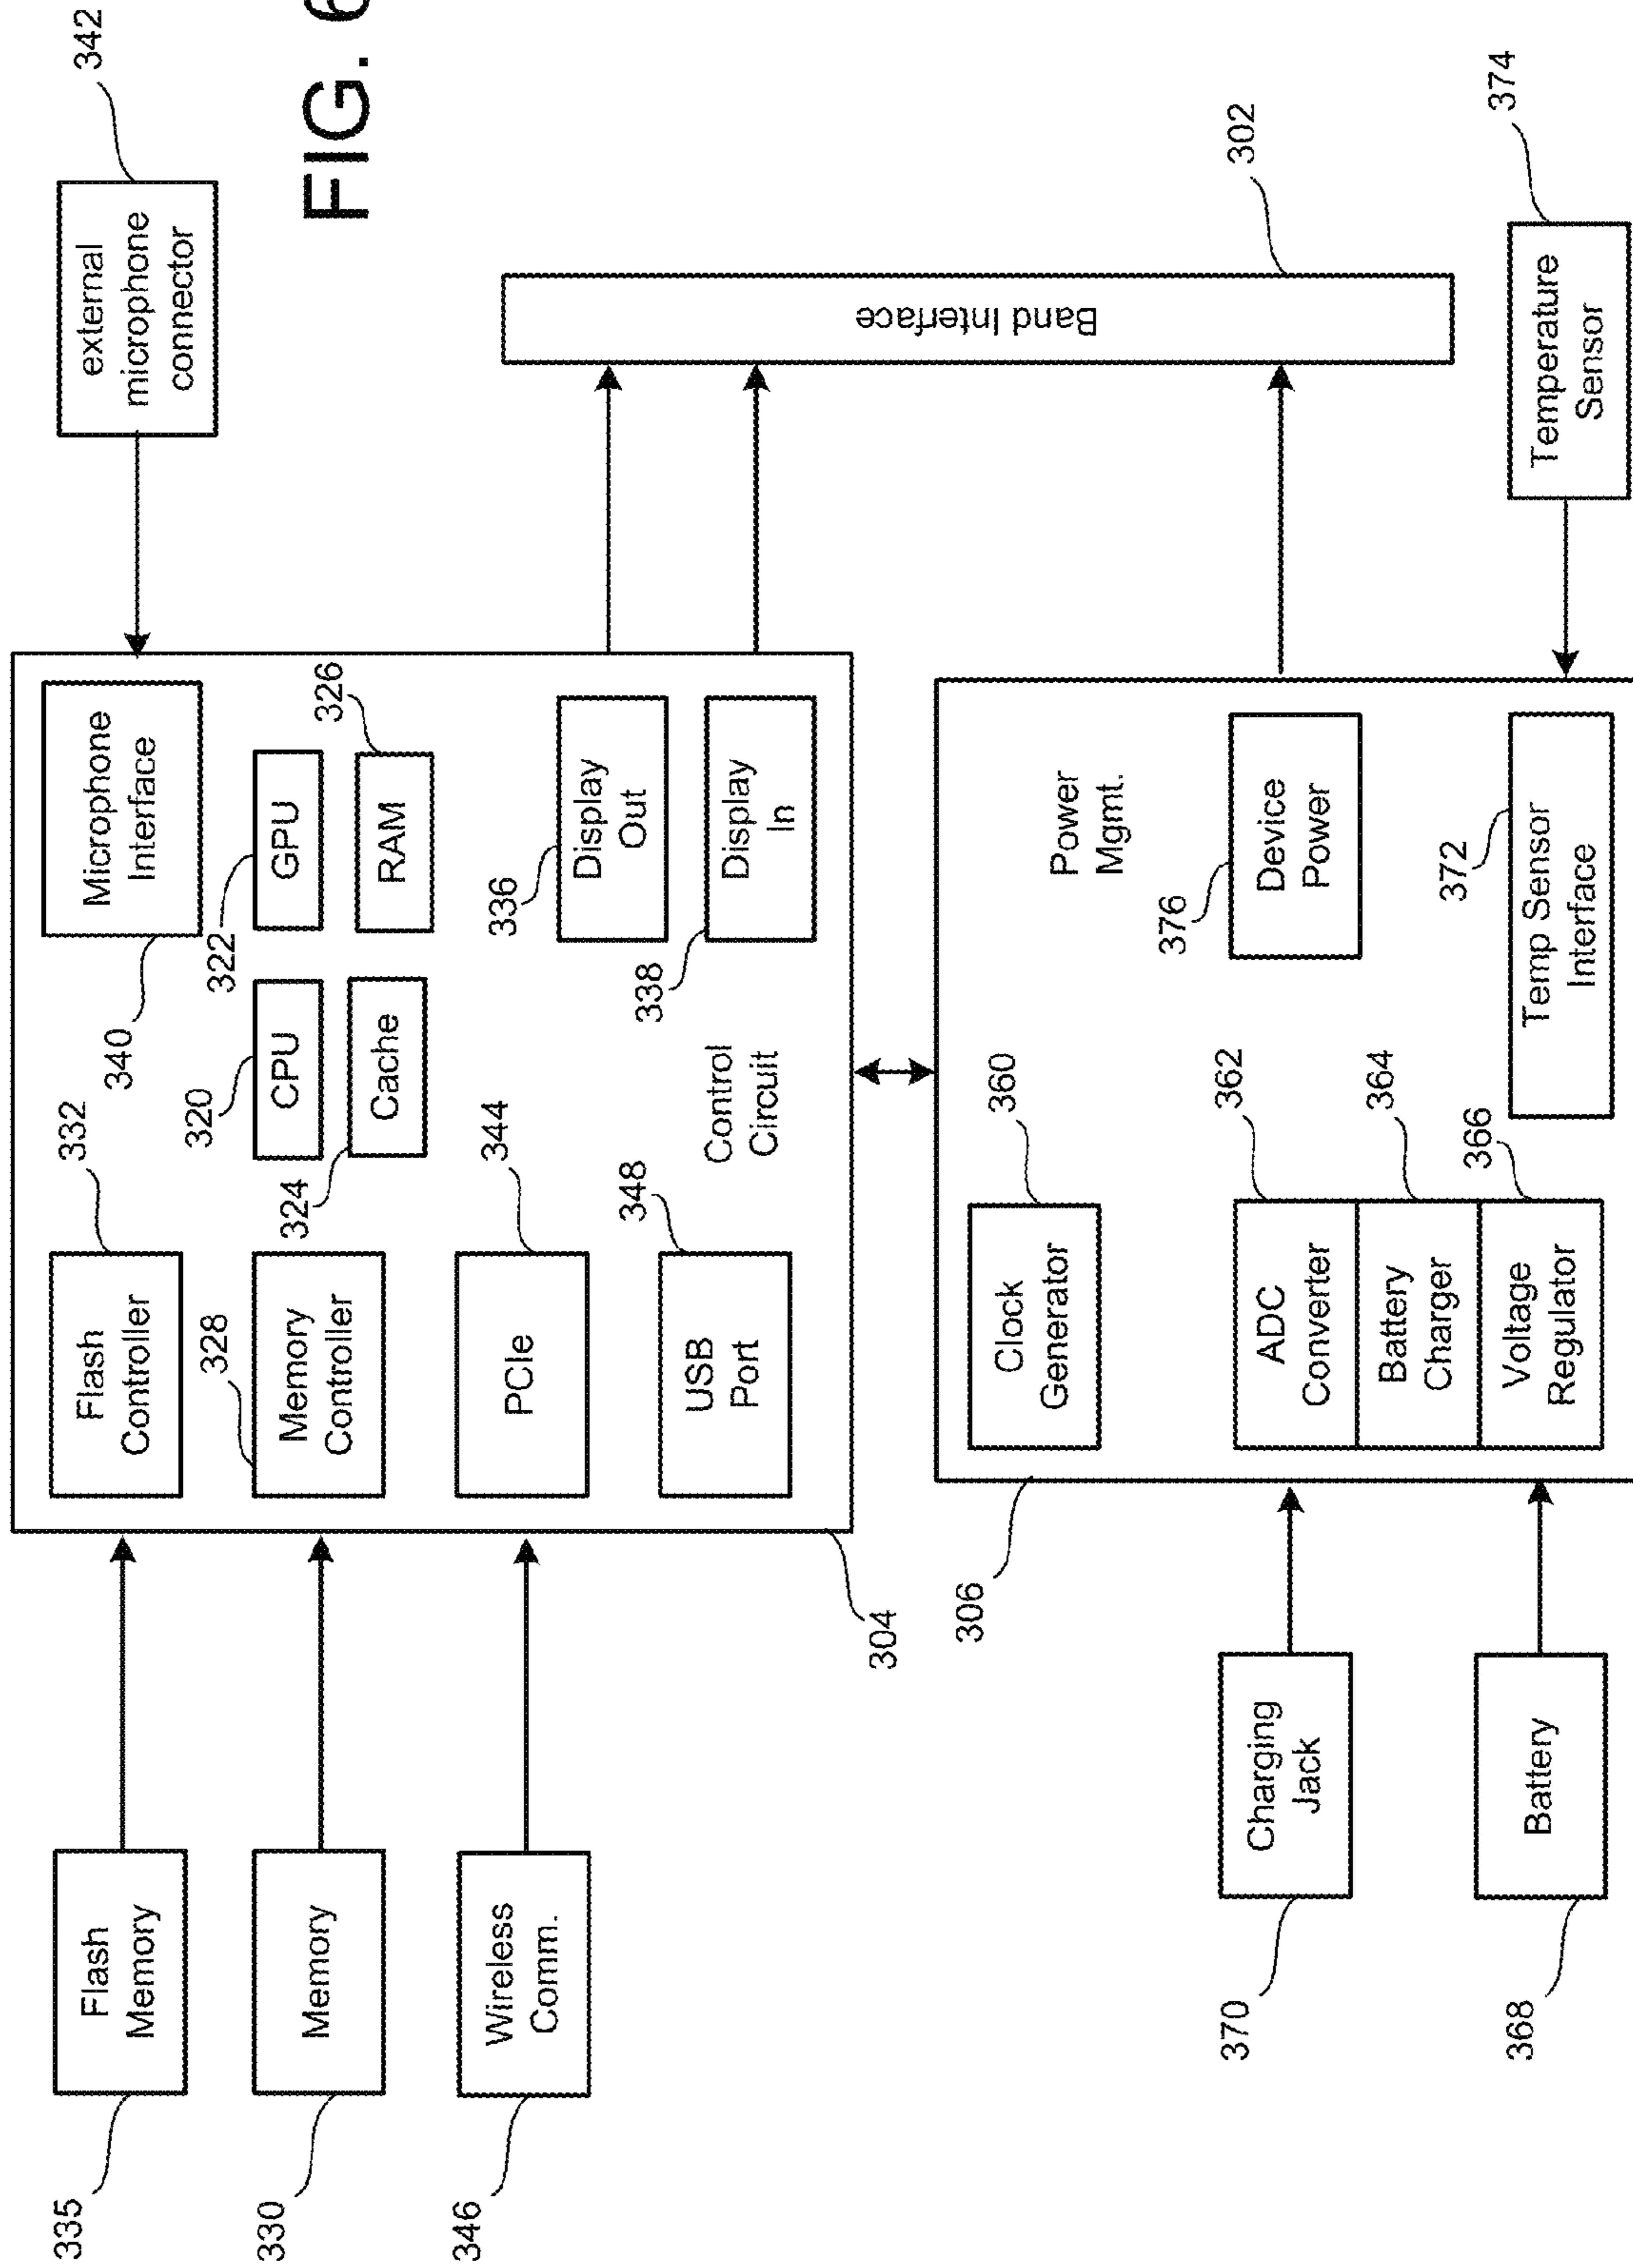 FIG. 6
342
external
microphone
connector
Microphone
Interface
340
Flash
Controller
332
Flash
Memory
335
CPU
320
GPU
322
Cache
324
RAM
326
Memory
Controller
328
Memory
330
PCIe
344
Wireless
Comm.
346
USB
Port
348
Display
Out
336
Display
In
338
Control
Circuit
304
Band Interface
302
306
Clock
Generator
360
Power
Mgmt.
ADC
Converter
362
Battery
Charger
364
Voltage
Regulator
366
Device
Power
376
Temp Sensor
Interface
372
Temperature
Sensor
374
Charging
Jack
370
Battery
368